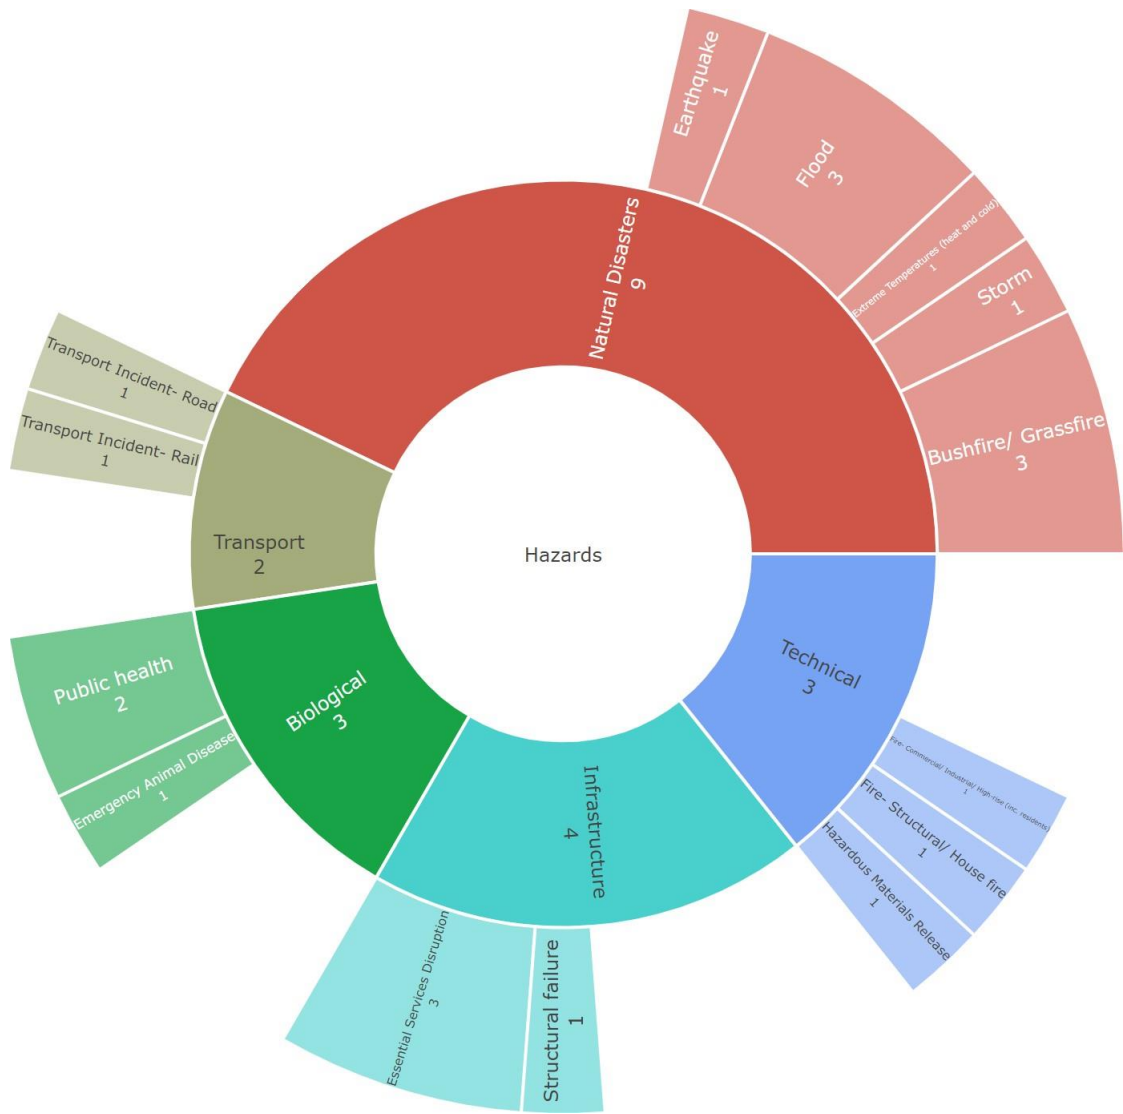 Hazards
Natural Disasters
9
Earthquake
1
Flood
3
Extreme Temperatures (heat and cold)
1
Storm
1
Bushfire/ Grassfire
3
Technical
3
Fire- Commercial/ Industrial/ High-rise (inc. residents)
1
Fire- Structural/ House fire
1
Hazardous Materials Release
1
Infrastructure
4
Structural failure
1
Essential Services Disruption
3
Biological
3
Emergency Animal Disease
1
Public health
2
Transport
2
Transport Incident- Rail
1
Transport Incident- Road
1